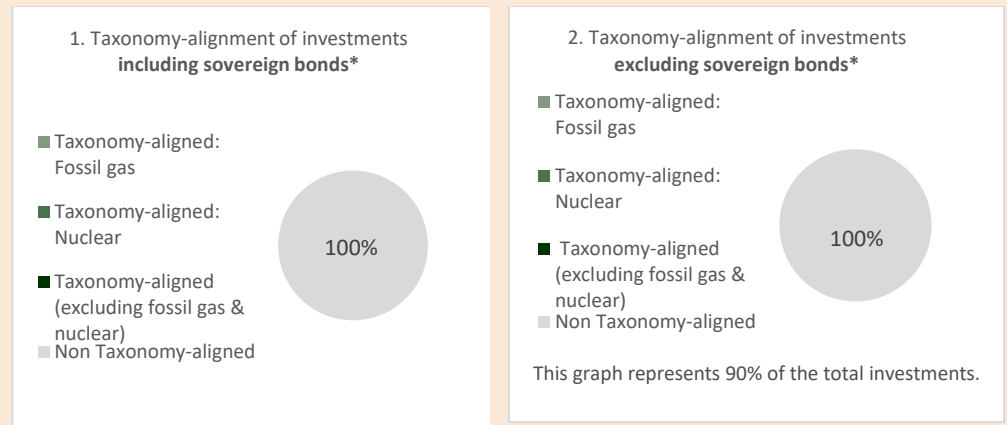 1. Taxonomy-alignment of investments
including sovereign bonds*
Taxonomy-aligned:
Fossil gas
Taxonomy-aligned:
Nuclear
Taxonomy-aligned
(excluding fossil gas &
nuclear)
Non Taxonomy-aligned
100%
2. Taxonomy-alignment of investments
excluding sovereign bonds*
Taxonomy-aligned:
Fossil gas
Taxonomy-aligned:
Nuclear
Taxonomy-aligned
(excluding fossil gas &
nuclear)
Non Taxonomy-aligned
100%
This graph represents 90% of the total investments.